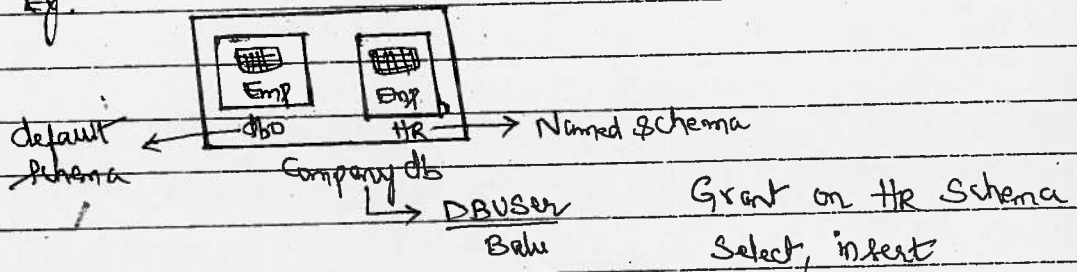 Eg.
Emp Emp
default dbo HR Named Schema
schema
Company db
DBUser Grant on HR Schema
Balu Select, insert